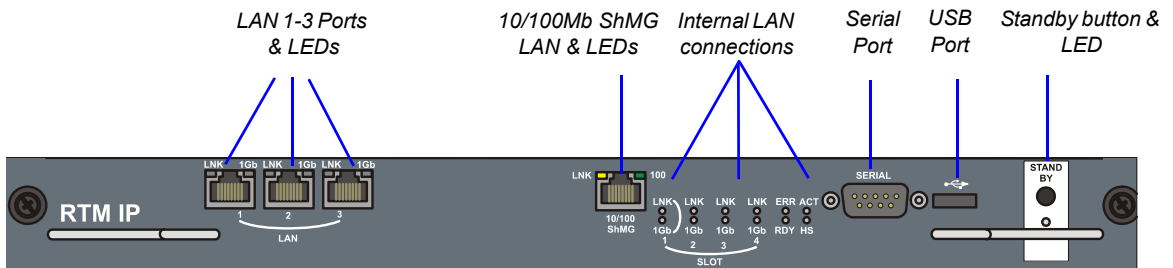 LAN 1-3 Ports
& LEDs
10/100Mb ShMG
LAN & LEDs
Internal LAN
connections
Serial
Port
USB
Port
Standby button &
LED
LNK 1Gb LNK 1Gb LNK 1Gb
LNK 100
SERIAL
STAND
BY
RTM IP
1 2 3
LAN
10/100
ShMG
LNK LNK LNK LNK ERR ACT
1Gb 1Gb 1Gb 1Gb RDY HS
1 2 3 4
SLOT